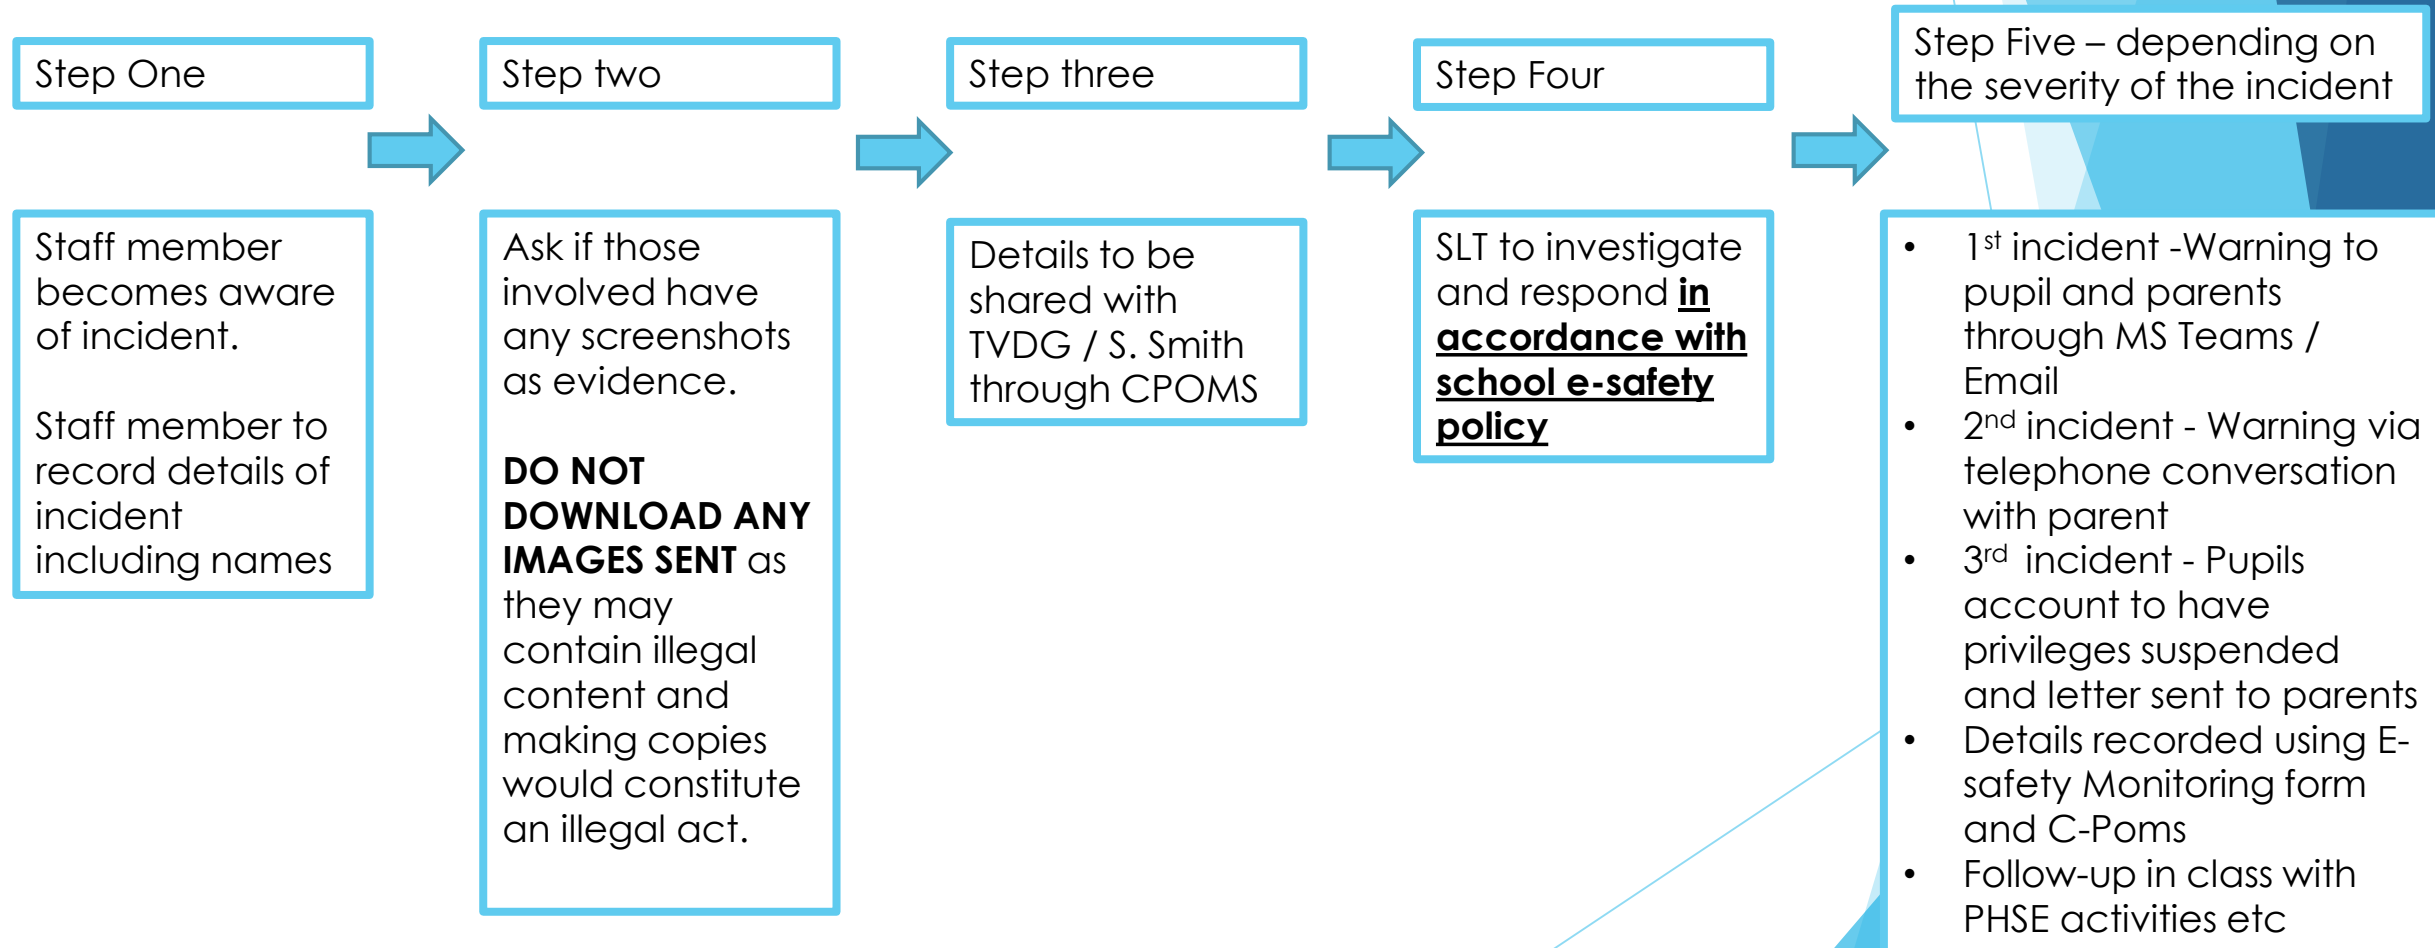 Step One
Staff member
becomes aware
of incident.
Staff member to
record details of
incident
including names
Step two
Ask if those
involved have
any screenshots
as evidence.
DO NOT
DOWNLOAD ANY
IMAGES SENT as
they may
contain illegal
content and
making copies
would constitute
an illegal act.
Step three
Details to be
shared with
TVDG / S. Smith
through CPOMS
Step Four
SLT to investigate
and respond in
accordance with
school e-safety
policy
Step Five – depending on
the severity of the incident
• 1st incident -Warning to
pupil and parents
through MS Teams /
Email
• 2nd incident - Warning via
telephone conversation
with parent
• 3rd incident - Pupils
account to have
privileges suspended
and letter sent to parents
• Details recorded using E-
safety Monitoring form
and C-Poms
• Follow-up in class with
PHSE activities etc